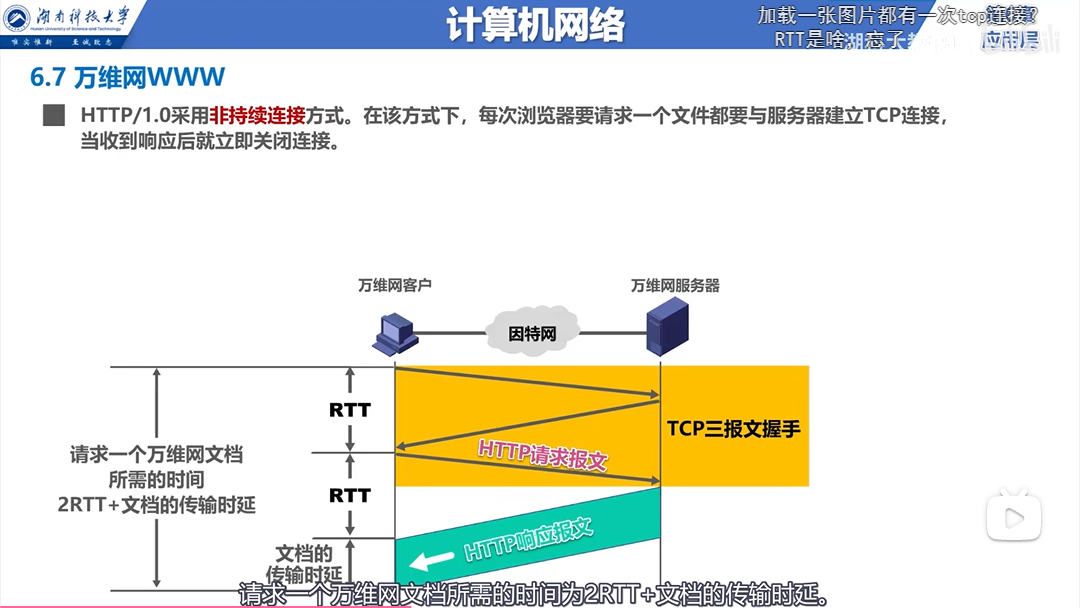 湖南科技大学
Hunan University of Science and Technology
唯实惟新 至诚致志
计算机网络
加载一张图片都有一次tcp连接?
RTT是啥。忘了
应用层
6.7 万维网WWW
HTTP/1.0采用非持续连接方式。在该方式下，每次浏览器要请求一个文件都要与服务器建立TCP连接，
当收到响应后就立即关闭连接。
万维网客户
万维网服务器
因特网
RTT
TCP三报文握手
HTTP请求报文
请求一个万维网文档
所需的时间
2RTT+文档的传输时延
RTT
HTTP响应报文
文档的
传输时延
请求一个万维网文档所需的时间为2RTT+文档的传输时延。